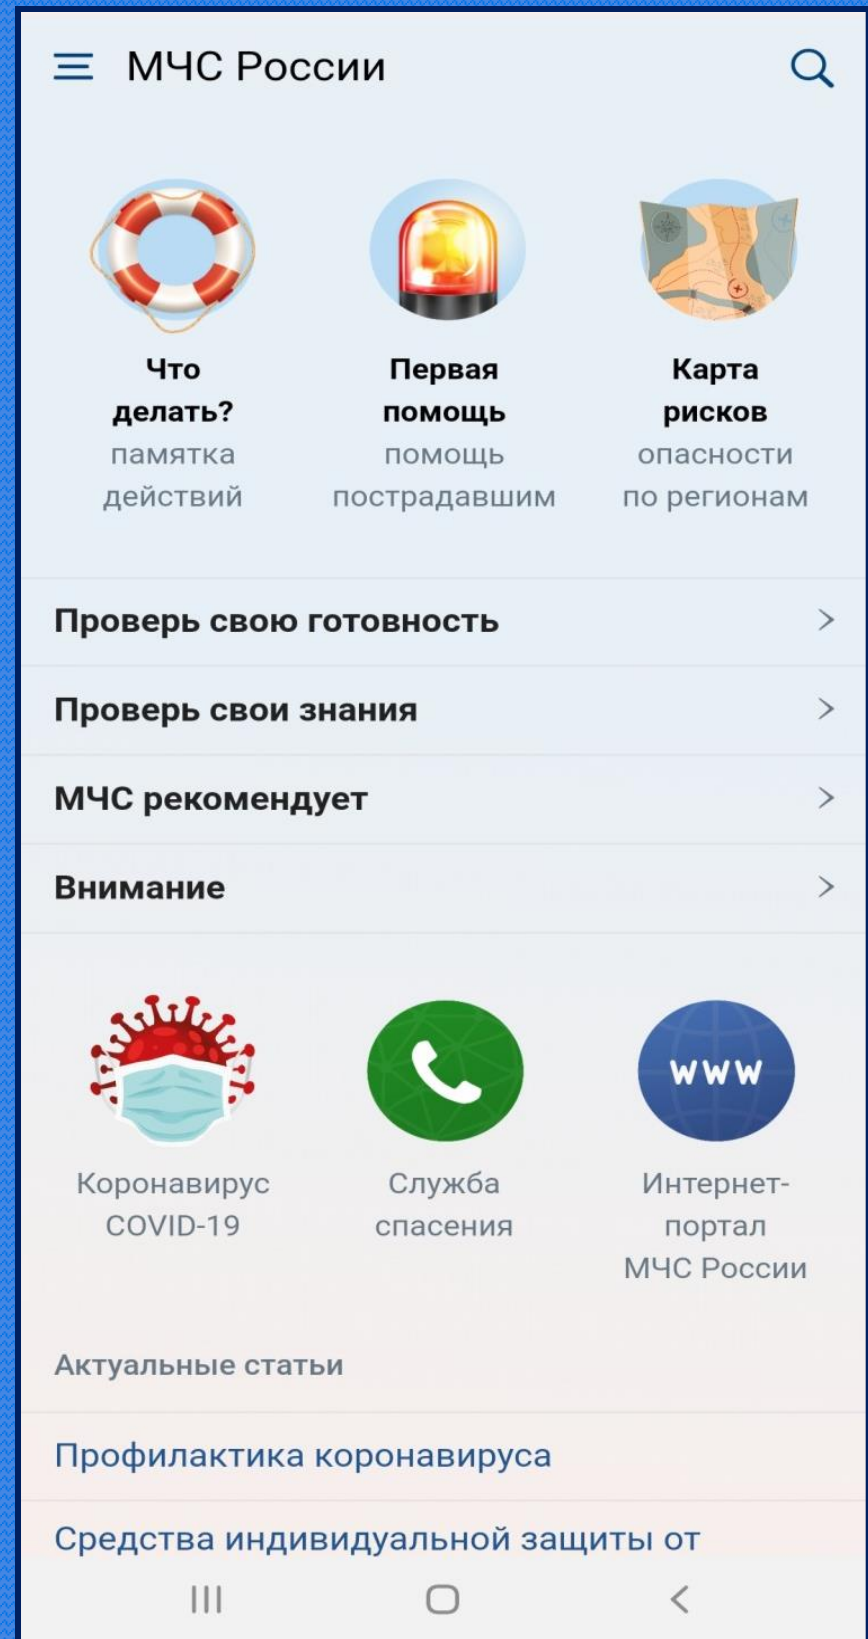 МЧС России
Что
делать?
памятка
действий
Первая
помощь
помощь
пострадавшим
Карта
рисков
опасности
по регионам
Проверь свою готовность
Проверь свои знания
МЧС рекомендует
Внимание
Коронавирус
COVID-19
Служба
спасения
www
Интернет-
портал
МЧС России
Актуальные статьи
Профилактика коронавируса
Средства индивидуальной защиты от